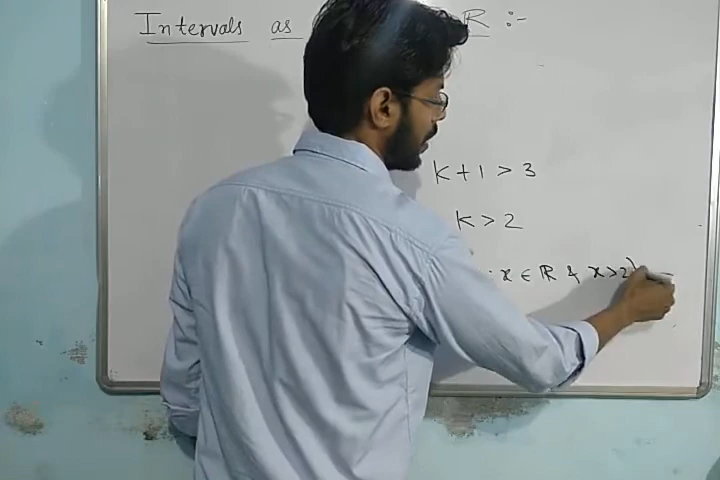 Intervals as R :-
K + 1 > 3
K > 2
: x ∈ ℝ & x > 2}